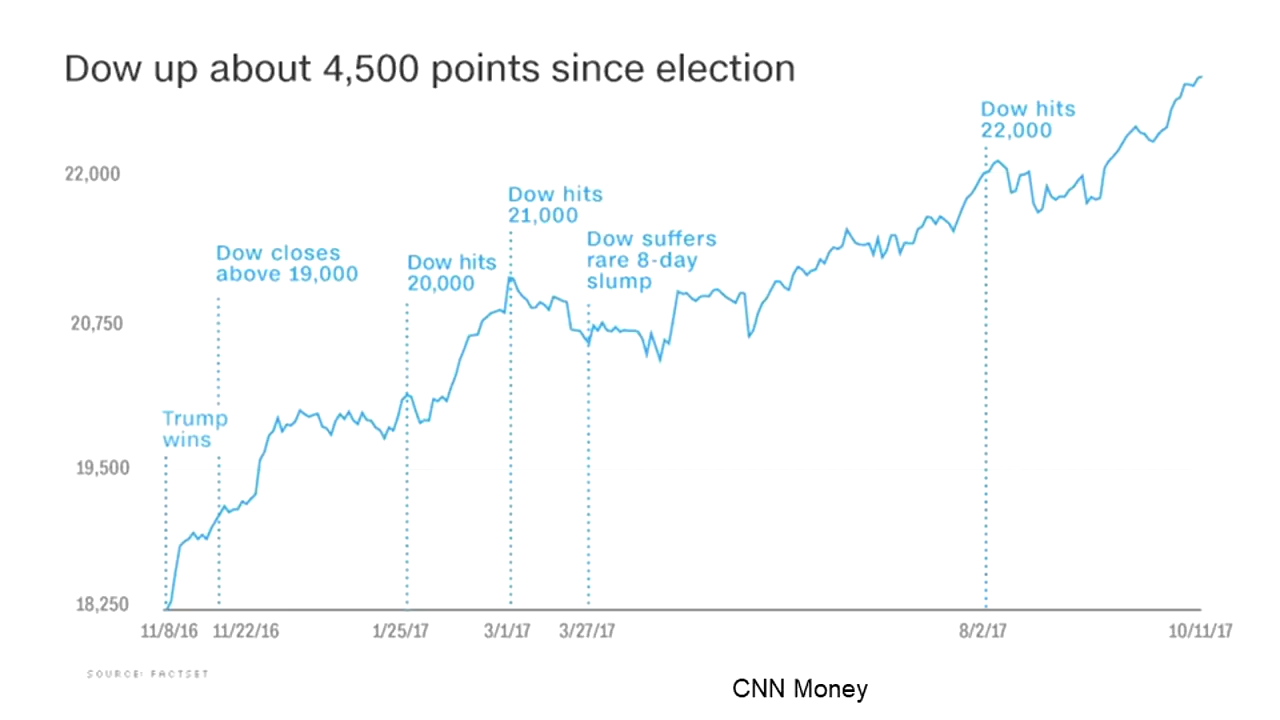 Dow up about 4,500 points since election
Dow hits
22,000
22,000
Dow hits
21,000
Dow suffers
rare 8-day
slump
Dow closes
above 19,000
Dow hits
20,000
20,750
Trump
wins
19,500
18,250
11/8/16 11/22/16 1/25/17 3/1/17 3/27/17 8/2/17 10/11/17
SOURCE: FACTSET
CNN Money